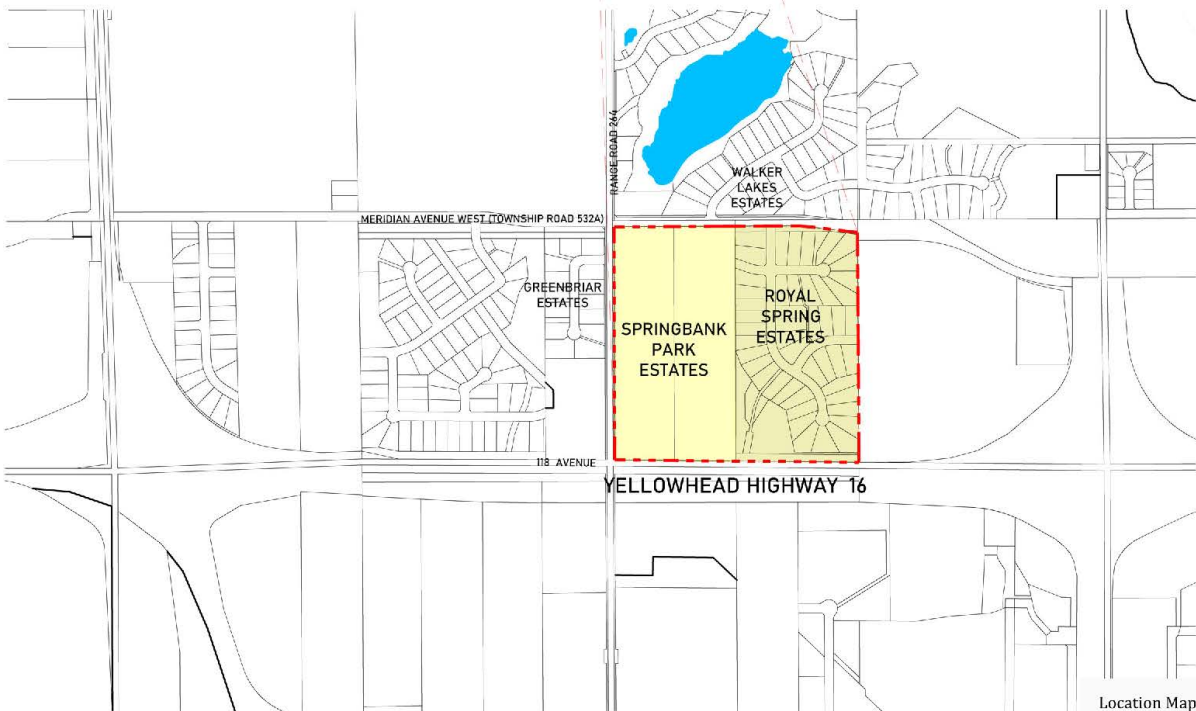 RANGE ROAD 264
WALKER
LAKES
ESTATES
MERIDIAN AVENUE WEST (TOWNSHIP ROAD 532A)
GREENBRIAR
ESTATES
ROYAL
SPRING
ESTATES
SPRINGBANK
PARK
ESTATES
118 AVENUE
YELLOWHEAD HIGHWAY 16
Location Map